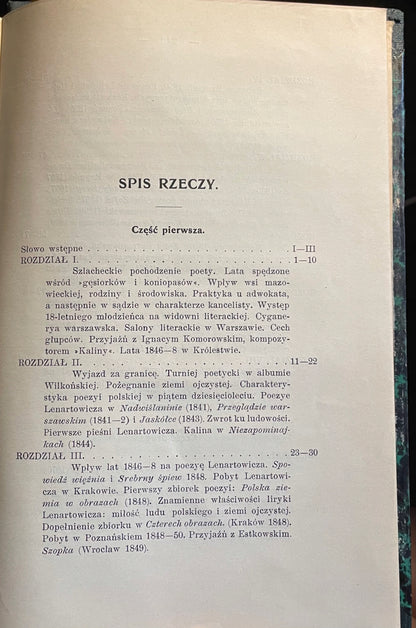 SPIS RZECZY.
Część pierwsza.
Słowo wstępne . . . . . . . . . . . . . . . . . . I—III
ROZDZIAŁ I. . . . . . . . . . . . . . . . . . . . 1—10
Szlacheckie pochodzenie poety. Lata spędzone
wśród »gęsiorków i koniopasów«. Wpływ wsi mazo-
wieckiej, rodziny i środowiska. Praktyka u adwokata,
a następnie w sądzie w charakterze kancelisty. Występ
18-letniego młodzieńca na widowni literackiej. Cygane-
rya warszawska. Salony literackie w Warszawie. Cech
głupców. Przyjaźń z Ignacym Komorowskim, kompozy-
torem »Kaliny«. Lata 1846—8 w Królestwie.
ROZDZIAŁ II. . . . . . . . . . . . . . . . . . . . 11—22
Wyjazd za granicę. Turniej poetycki w albumie
Wilkońskiej. Pożegnanie ziemi ojczystej. Charaktery-
styka poezyi polskiej w piątem dziesięcioleciu. Poezye
Lenartowicza w Nadwiślaninie (1841), Przeglądzie war-
szawskim (1841—2) i Jaskółce (1843). Zwrot ku ludowości.
Pierwsze pieśni Lenartowicza. Kalina w Niezapominaj-
kach (1844).
ROZDZIAŁ III. . . . . . . . . . . . . . . . . . . . 23—30
Wpływ lat 1846—8 na poezyę Lenartowicza. Spo-
wiedź więźnia i Srebrny śpiew 1848. Pobyt Lenartowi-
cza w Krakowie. Pierwszy zbiorek poezyi: Polska zie-
mia w obrazach (1848). Znamienne właściwości liryki
Lenartowicza: miłość ludu polskiego i ziemi ojczystej.
Dopełnienie zbiorku w Czterech obrazach. (Kraków 1848).
Pobyt w Poznańskiem 1848—50. Przyjaźń z Estkowskim.
Szopka (Wrocław 1849).